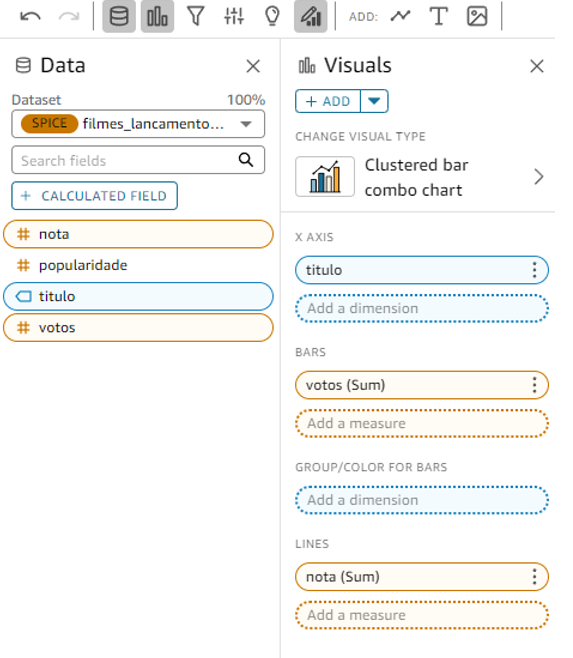 ADD:
Data
Dataset 100%
SPICE filmes_lancamento...
Search fields
+ CALCULATED FIELD
# nota
# popularidade
titulo
# votos
Visuals
+ ADD
CHANGE VISUAL TYPE
Clustered bar
combo chart
X AXIS
titulo
Add a dimension
BARS
votos (Sum)
Add a measure
GROUP/COLOR FOR BARS
Add a dimension
LINES
nota (Sum)
Add a measure